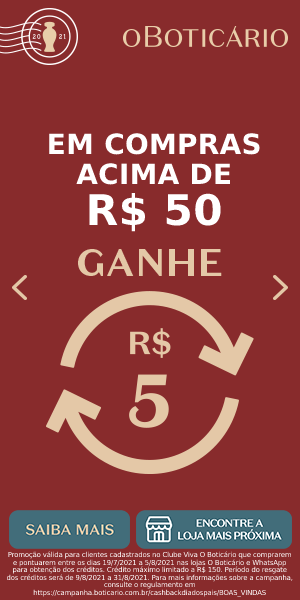 20 21
oBoticário
EM COMPRAS
ACIMA DE
R$ 50
GANHE
R$
5
SAIBA MAIS
ENCONTRE A
LOJA MAIS PRÓXIMA
Promoção válida para clientes cadastrados no Clube Viva O Boticário que comprarem
e pontuarem entre os dias 19/7/2021 a 5/8/2021 nas lojas O Boticário e WhatsApp
para obtenção dos créditos. Crédito máximo limitado a R$ 150. Período do resgate
dos créditos será de 9/8/2021 a 31/8/2021. Para mais informações sobre a campanha,
consulte o regulamento em
https://campanha.boticario.com.br/cashbackdiadospais/BOAS_VINDAS